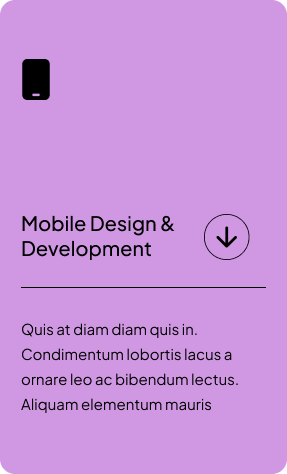 Mobile Design &
Development
Quis at diam diam quis in.
Condimentum lobortis lacus a
ornare leo ac bibendum lectus.
Aliquam elementum mauris